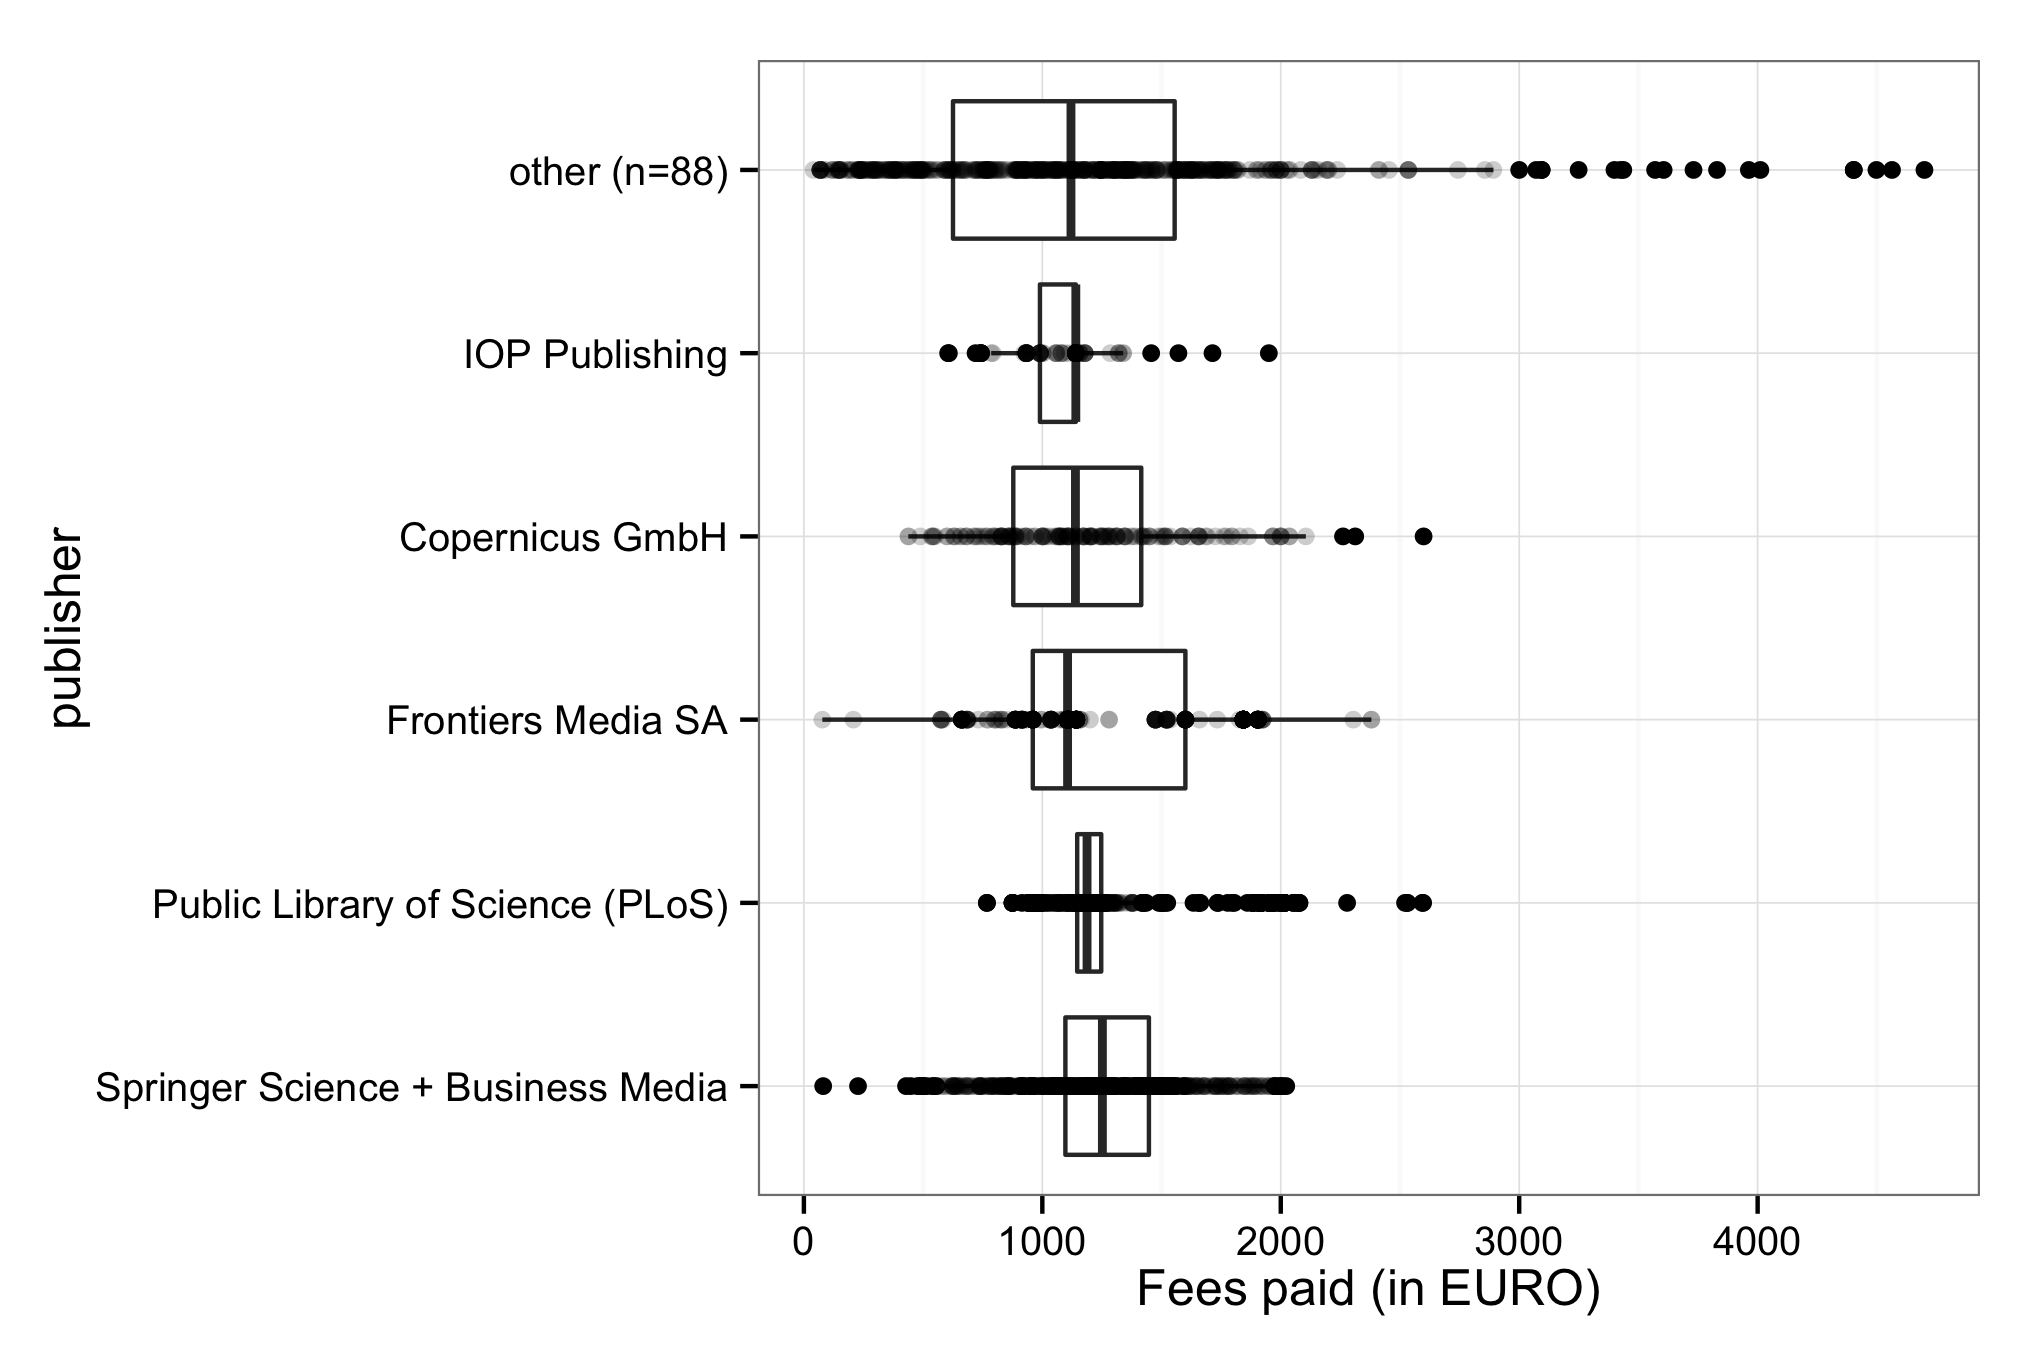 other (n=88)
IOP Publishing
Copernicus GmbH
Frontiers Media SA
Public Library of Science (PLoS)
Springer Science + Business Media
publisher
0 1000 2000 3000 4000
Fees paid (in EURO)